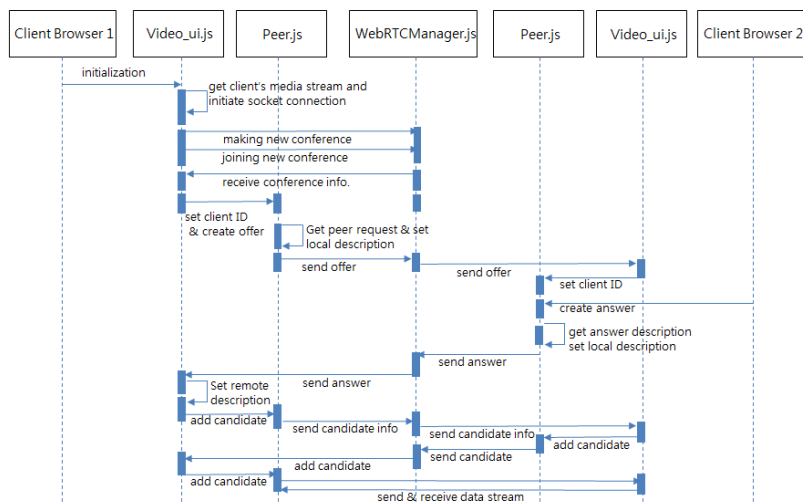 Client Browser 1
Video_ui.js
Peer.js
WebRTCManager.js
Peer.js
Video_ui.js
Client Browser 2
initialization
get client's media stream and
initiate socket connection
making new conference
joining new conference
receive conference info.
set client ID
& create offer
Get peer request & set
local description
send offer
send offer
set client ID
create answer
get answer description
set local description
send answer
send answer
Set remote
description
add candidate
send candidate info
send candidate info
add candidate
send candidate
add candidate
add candidate
send & receive data stream